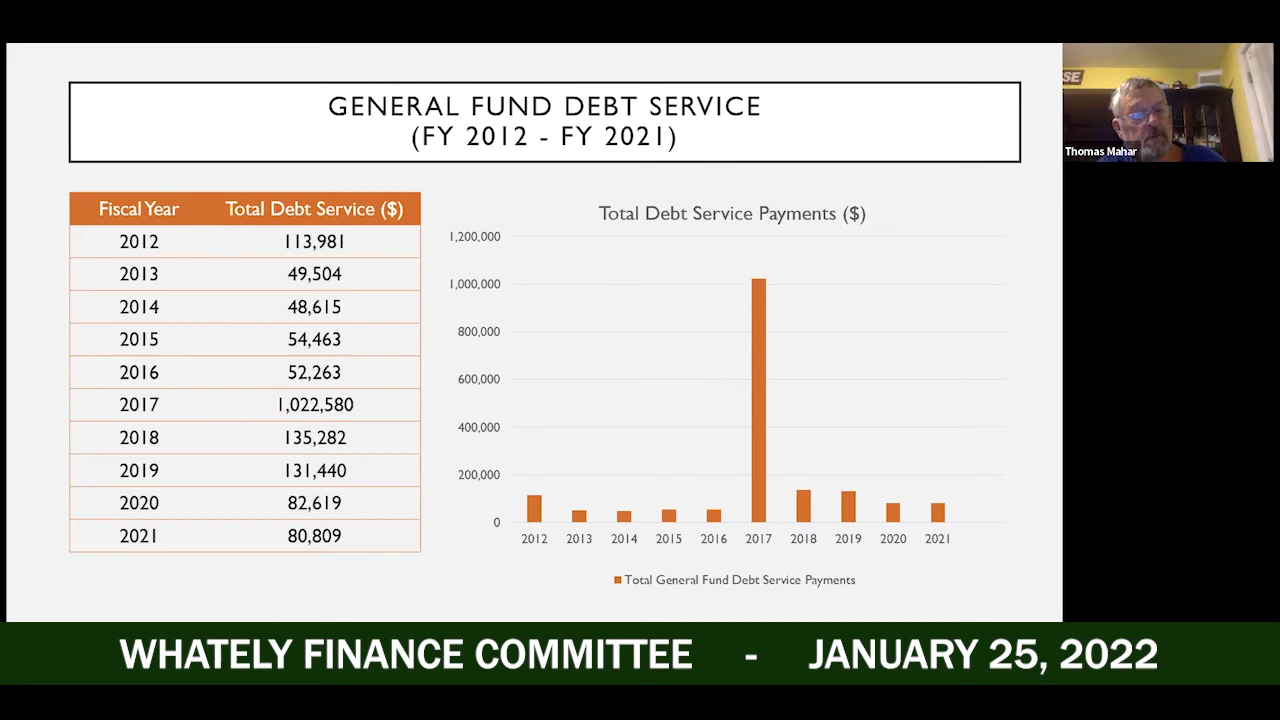 GENERAL FUND DEBT SERVICE
(FY 2012 - FY 2021)
SE
Thomas Mahar
Fiscal Year Total Debt Service ($)
2012 113,981
2013 49,504
2014 48,615
2015 54,463
2016 52,263
2017 1,022,580
2018 135,282
2019 131,440
2020 82,619
2021 80,809
Total Debt Service Payments ($)
1,200,000
1,000,000
800,000
600,000
400,000
200,000
0
2012 2013 2014 2015 2016 2017 2018 2019 2020 2021
Total General Fund Debt Service Payments
WHATELY FINANCE COMMITTEE - JANUARY 25, 2022